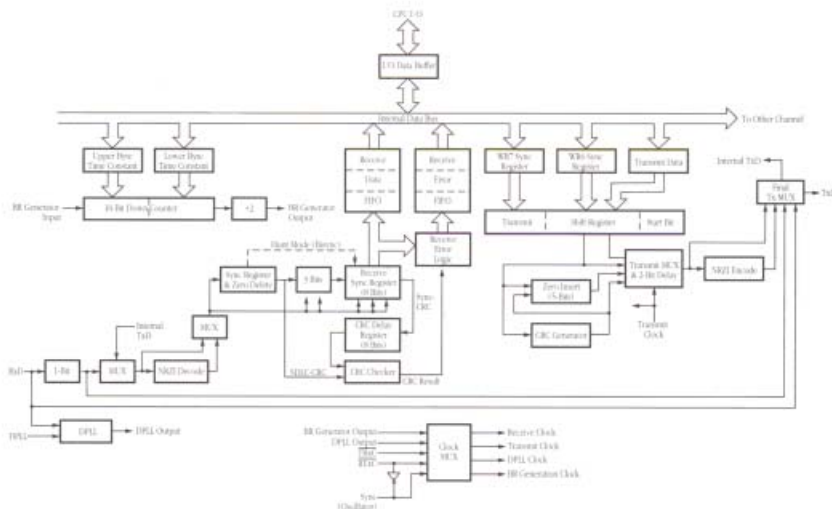 CPU I/O
I/O Data Buffer
Internal Data Bus
To Other Channel
Upper Byte
Time Constant
Lower Byte
Time Constant
Receive
Data
FIFO
Receive
Error
FIFO
WR7 Sync
Register
WR6 Sync
Register
Transmit Data
Internal TxD
Final
Tx MUX
TxD
BR Generator
Input
16-Bit Down Counter
÷2
BR Generator
Output
Transmit
Shift Register
Start Bit
Hunt Mode (Bisync)
Receive
Error
Logic
Sync Register
& Zero Delete
3 Bits
Receive
Sync Register
(8 Bits)
Sync-
CRC
Transmit MUX
& 2-Bit Delay
NRZI Encode
Zero Insert
(5-Bits)
CRC Delay
Register
(8 Bits)
CRC Generator
Transmit
Clock
Internal
TxD
MUX
RxD
1-Bit
MUX
NRZI Decode
SDLC-CRC
CRC Checker
CRC Result
DPLL
DPLL
DPLL Output
BR Generator Output
DPLL Output
Clock
MUX
Receive Clock
Transmit Clock
DPLL Clock
BR Generation Clock
Sync
(Oscillator)